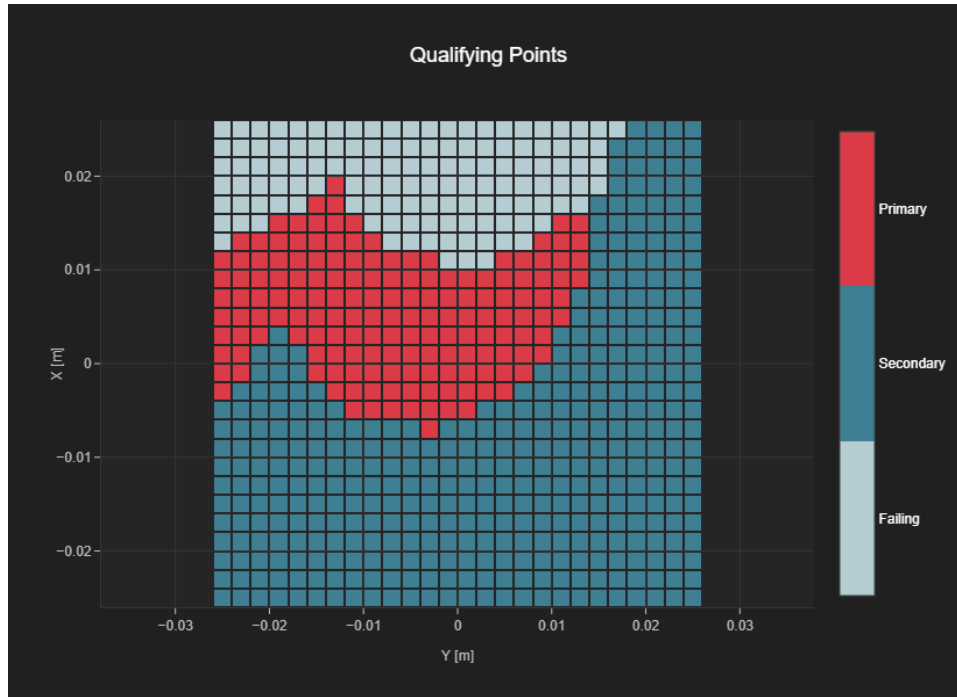 Qualifying Points
X [m]
0.02
0.01
0
−0.01
−0.02
−0.03
−0.02
−0.01
0
0.01
0.02
0.03
Y [m]
Primary
Secondary
Failing